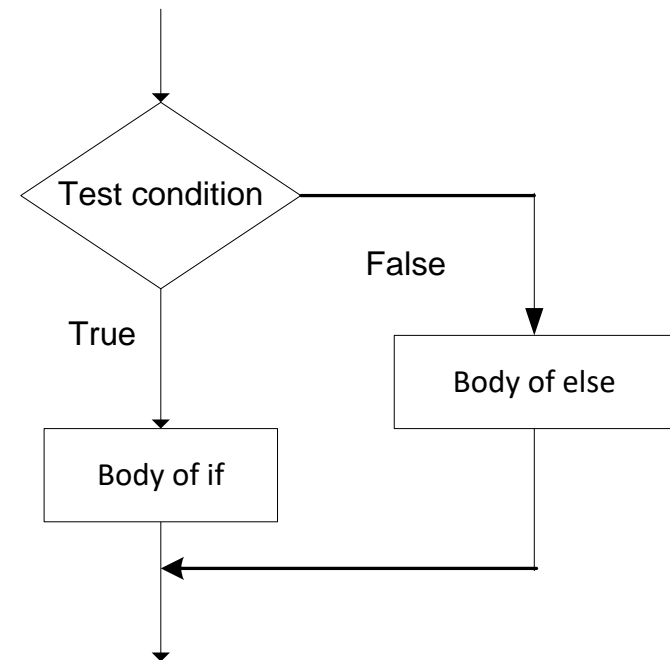 Test condition
False
True
Body of else
Body of if